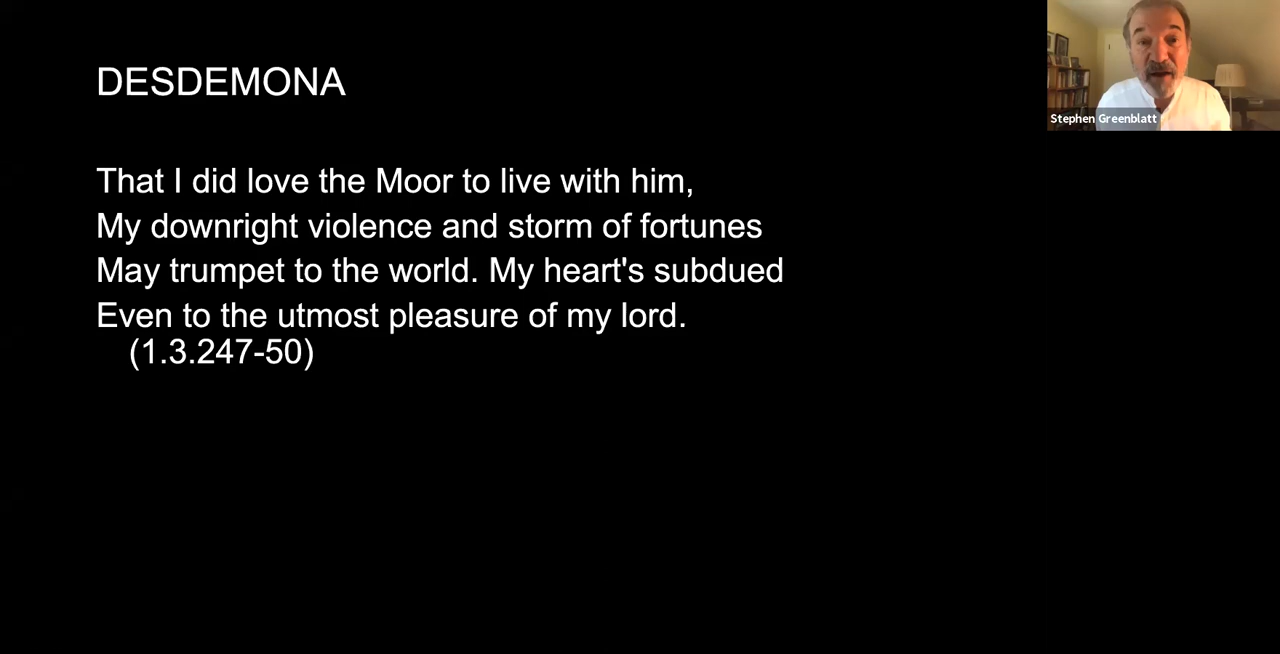 DESDEMONA
Stephen Greenblatt
That I did love the Moor to live with him,
My downright violence and storm of fortunes
May trumpet to the world. My heart's subdued
Even to the utmost pleasure of my lord.
(1.3.247-50)